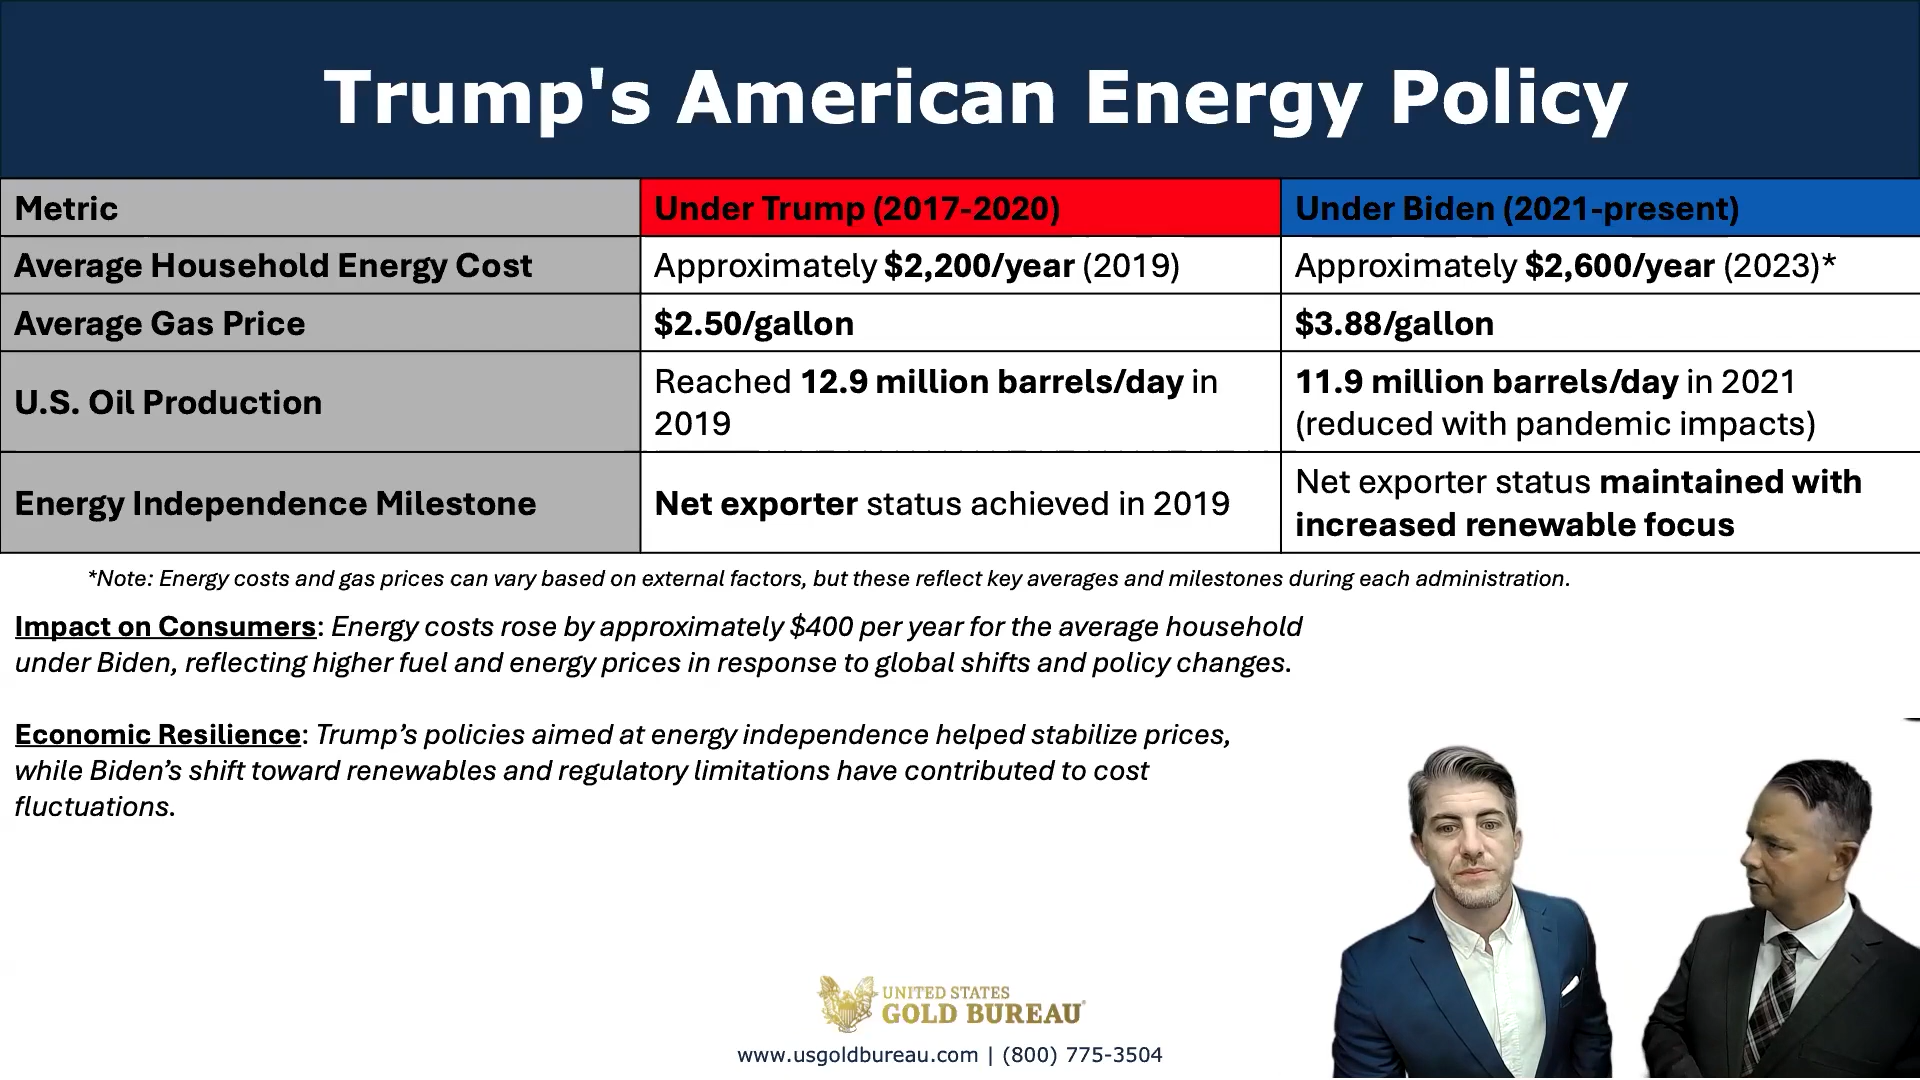 Trump's American Energy Policy
Metric
Under Trump (2017-2020)
Under Biden (2021-present)
Average Household Energy Cost
Approximately $2,200/year (2019)
Approximately $2,600/year (2023)*
Average Gas Price
$2.50/gallon
$3.88/gallon
U.S. Oil Production
Reached 12.9 million barrels/day in
2019
11.9 million barrels/day in 2021
(reduced with pandemic impacts)
Energy Independence Milestone
Net exporter status achieved in 2019
Net exporter status maintained with
increased renewable focus
*Note: Energy costs and gas prices can vary based on external factors, but these reflect key averages and milestones during each administration.
Impact on Consumers: Energy costs rose by approximately $400 per year for the average household
under Biden, reflecting higher fuel and energy prices in response to global shifts and policy changes.
Economic Resilience: Trump’s policies aimed at energy independence helped stabilize prices,
while Biden’s shift toward renewables and regulatory limitations have contributed to cost
fluctuations.
UNITED STATES
GOLD BUREAU®
www.usgoldbureau.com | (800) 775-3504